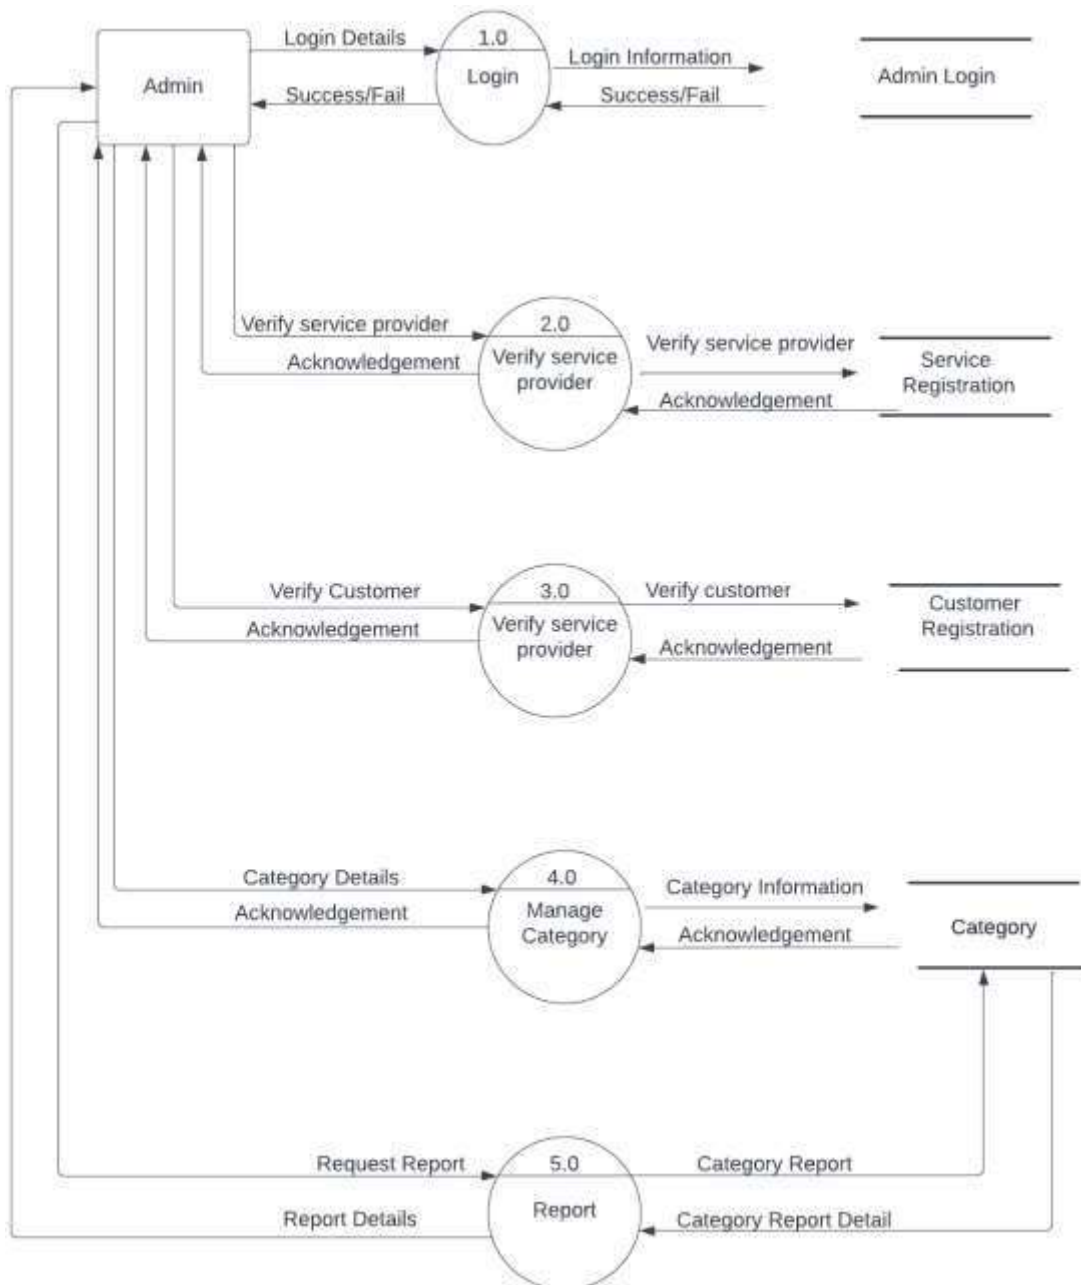 Login Details
1.0
Login Information
Admin
Login
Admin Login
Success/Fail
Success/Fail
Verify service provider
2.0
Verify service provider
Acknowledgement
Verify service
provider
Service
Registration
Acknowledgement
Verify Customer
3.0
Verify customer
Customer
Registration
Acknowledgement
Verify service
provider
Acknowledgement
Category Details
4.0
Category Information
Acknowledgement
Manage
Category
Acknowledgement
Category
Request Report
5.0
Category Report
Report Details
Report
Category Report Detail